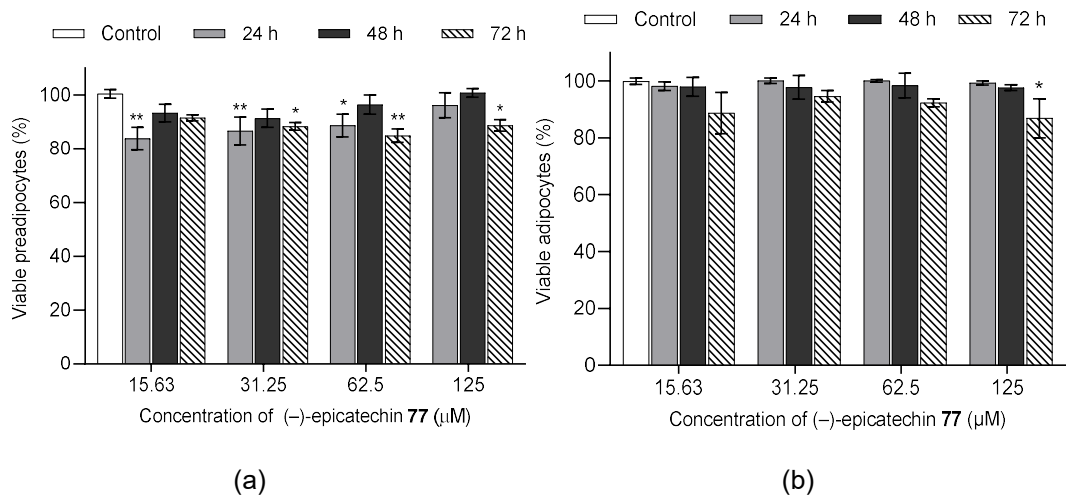 Control 24 h 48 h 72 h
Viable preadipocytes (%)
100
80
60
40
20
0
** ** * * ** *
15.63 31.25 62.5 125
Concentration of (–)-epicatechin 77 (μM)
(a)
Control 24 h 48 h 72 h
Viable adipocytes (%)
100
80
60
40
20
0
*
15.63 31.25 62.5 125
Concentration of (–)-epicatechin 77 (μM)
(b)